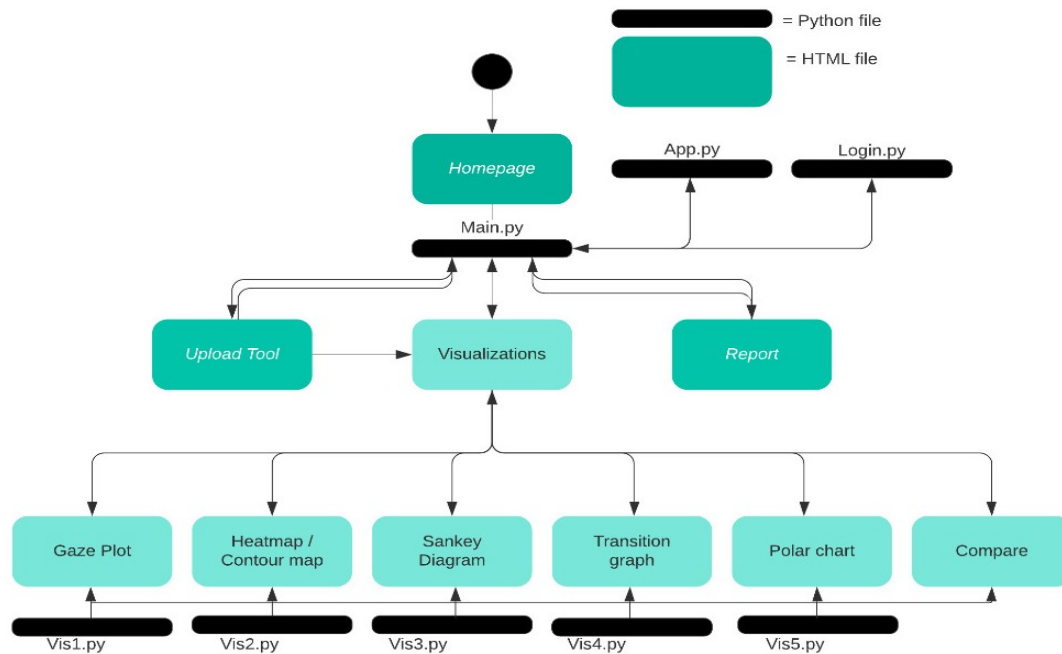 = Python file
= HTML file
App.py
Login.py
Homepage
Main.py
Upload Tool
Visualizations
Report
Gaze Plot
Heatmap /
Contour map
Sankey
Diagram
Transition
graph
Polar chart
Compare
Vis1.py
Vis2.py
Vis3.py
Vis4.py
Vis5.py